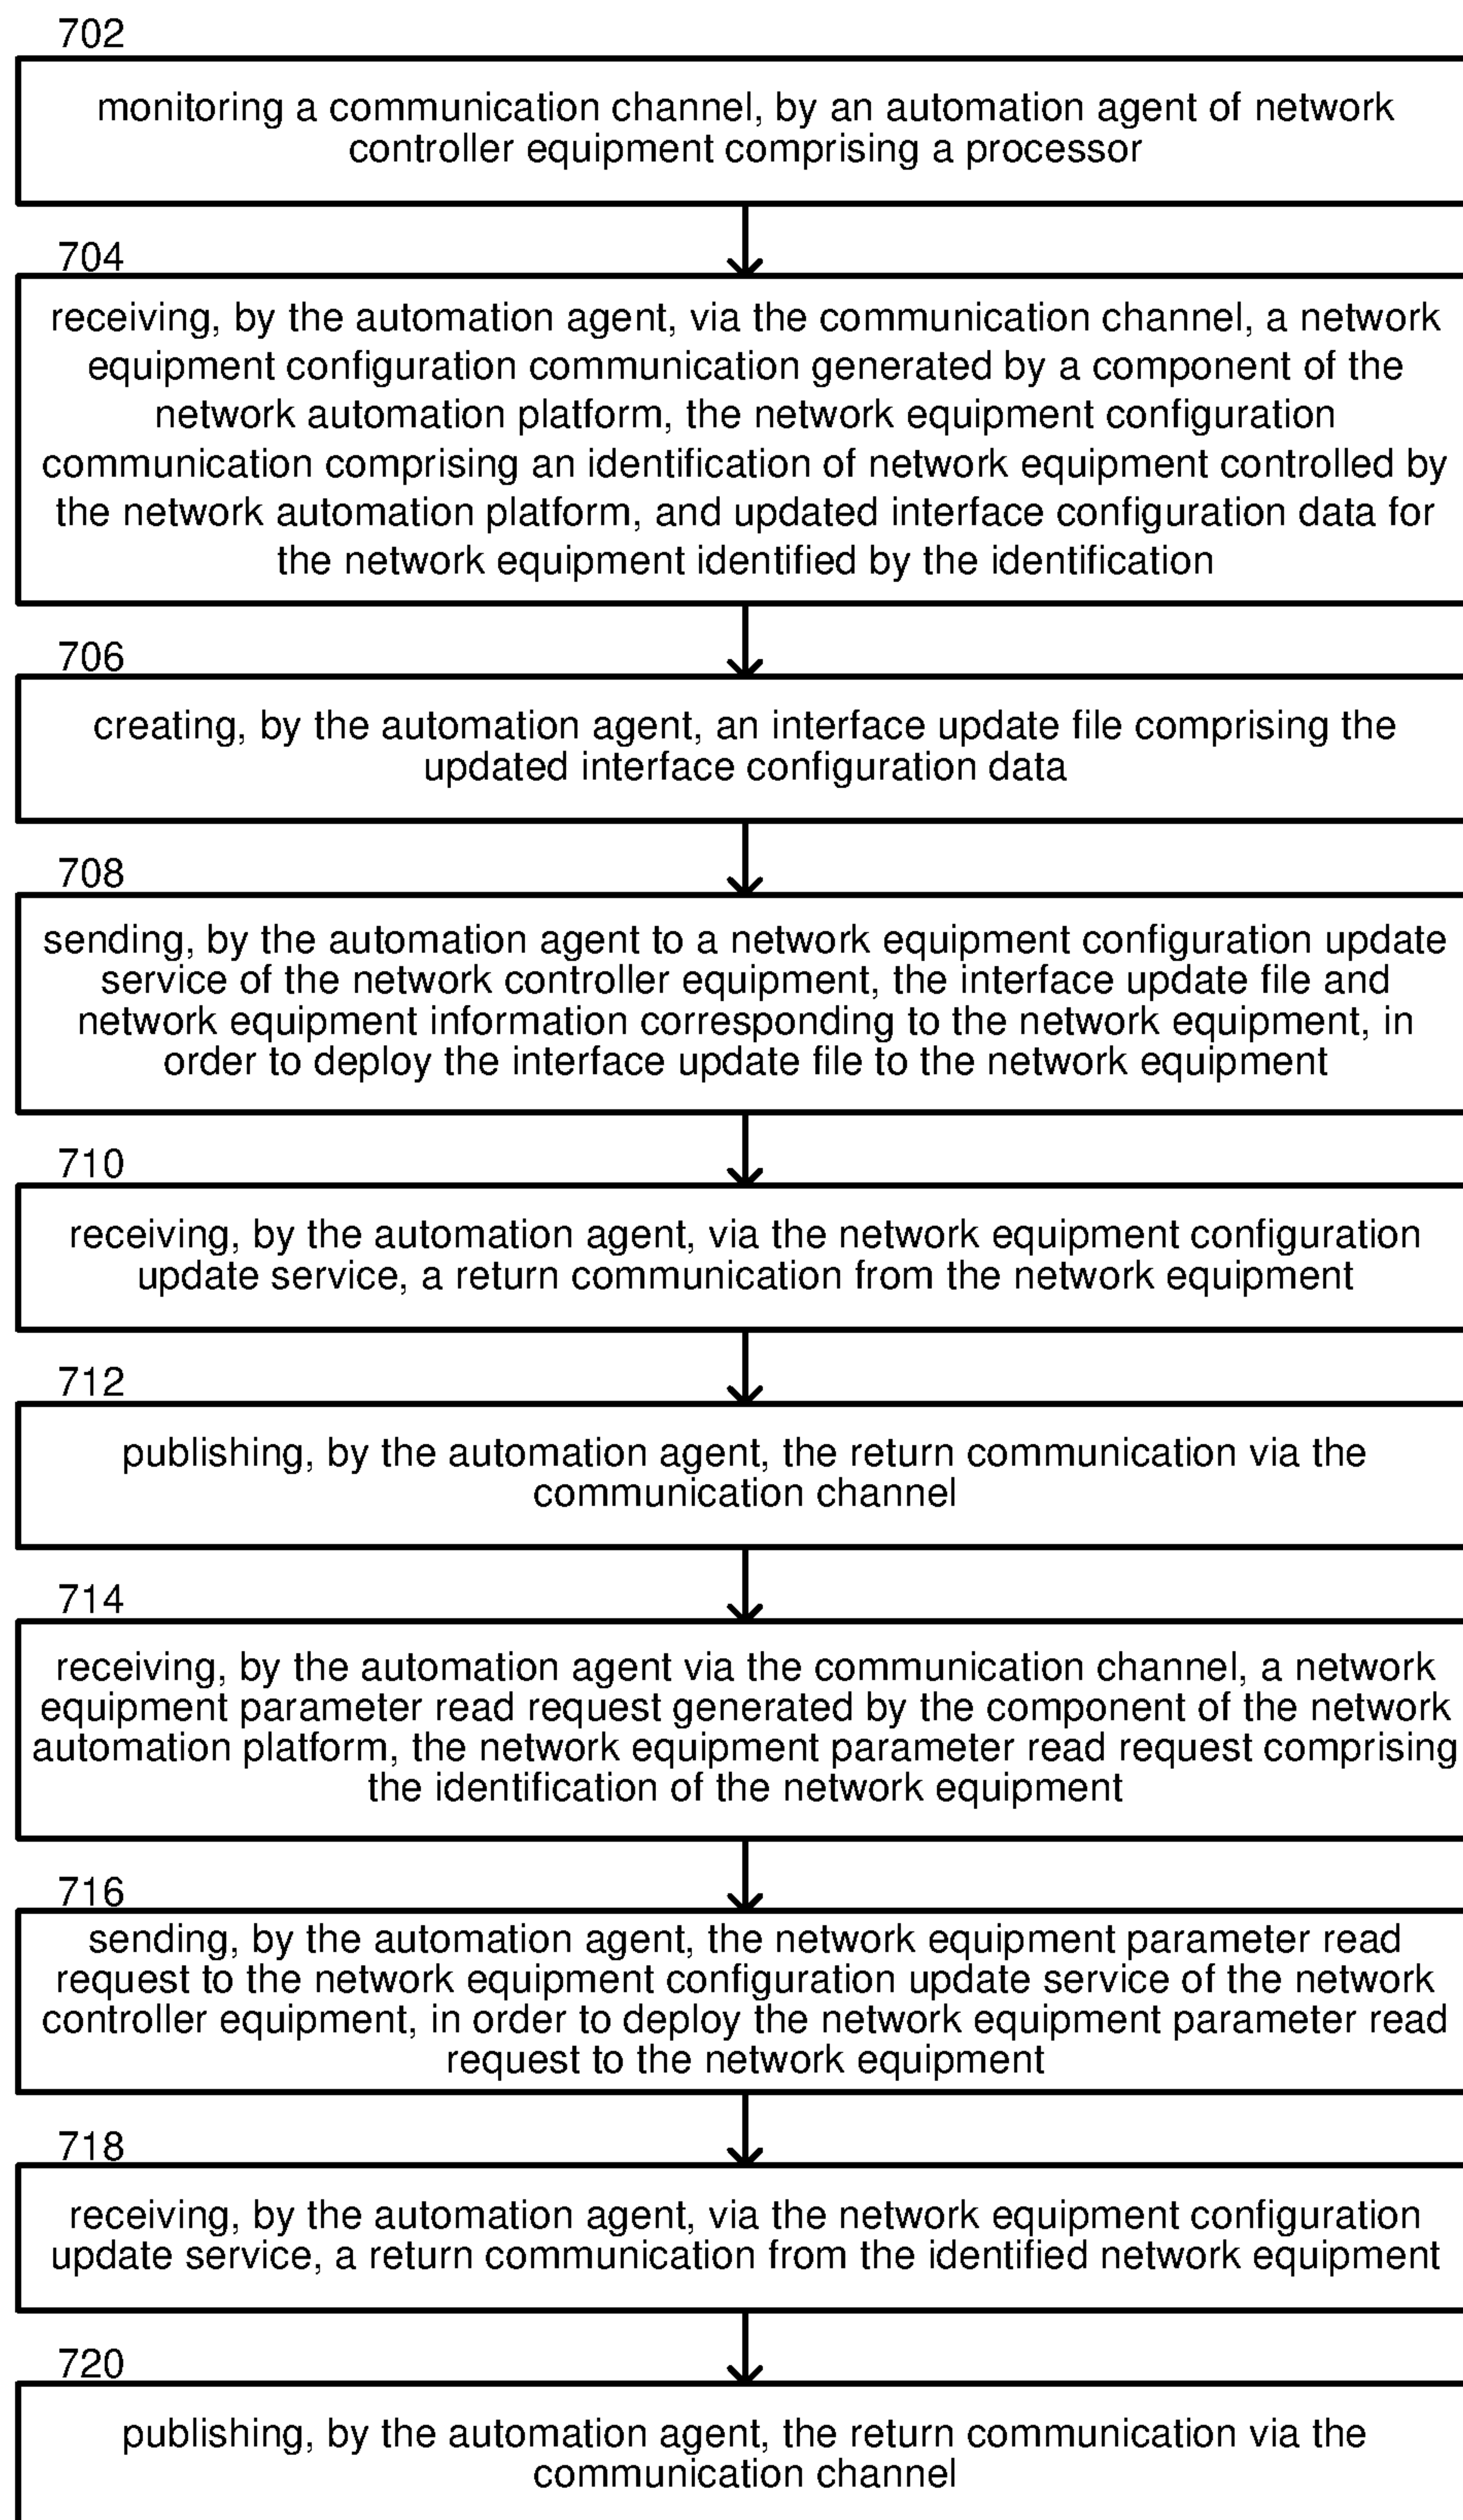 702
monitoring a communication channel, by an automation agent of network
controller equipment comprising a processor
704
receiving, by the automation agent, via the communication channel, a network
equipment configuration communication generated by a component of the
network automation platform, the network equipment configuration
communication comprising an identification of network equipment controlled by
the network automation platform, and updated interface configuration data for
the network equipment identified by the identification
706
creating, by the automation agent, an interface update file comprising the
updated interface configuration data
708
sending, by the automation agent to a network equipment configuration update
service of the network controller equipment, the interface update file and
network equipment information corresponding to the network equipment, in
order to deploy the interface update file to the network equipment
710
receiving, by the automation agent, via the network equipment configuration
update service, a return communication from the network equipment
712
publishing, by the automation agent, the return communication via the
communication channel
714
receiving, by the automation agent via the communication channel, a network
equipment parameter read request generated by the component of the network
automation platform, the network equipment parameter read request comprising
the identification of the network equipment
716
sending, by the automation agent, the network equipment parameter read
request to the network equipment configuration update service of the network
controller equipment, in order to deploy the network equipment parameter read
request to the network equipment
718
receiving, by the automation agent, via the network equipment configuration
update service, a return communication from the identified network equipment
720
publishing, by the automation agent, the return communication via the
communication channel